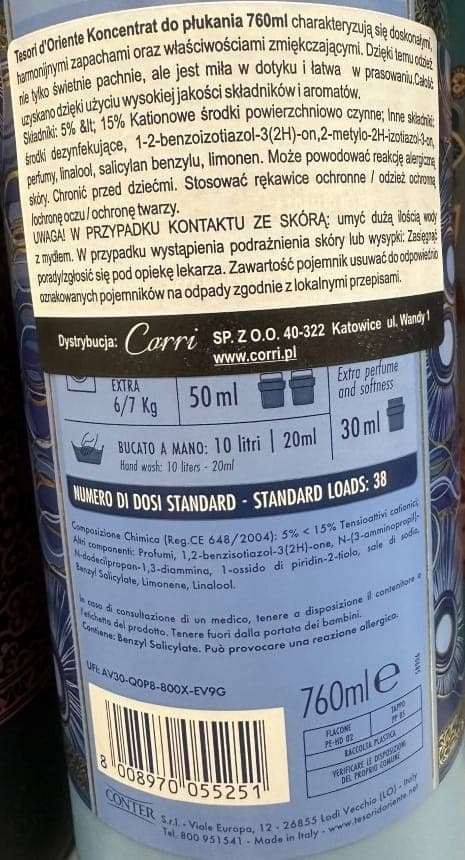 Tesori d'Oriente Koncentrat do płukania 760ml charakteryzują się doskonałymi,
harmonijnymi zapachami oraz właściwościami zmiękczającymi. Dzięki temu odzież
nie tylko świetnie pachnie, ale jest miła w dotyku i łatwa w prasowaniu. Całość
uzyskano dzięki użyciu wysokiej jakości składników i aromatów.
Składniki: 5% &lt; 15% Kationowe środki powierzchniowo czynne; Inne składniki:
środki dezynfekujące, 1-2-benzoizotiazol-3(2H)-on,2-metylo-2H-izotiazol-3-on,
perfumy, linalool, salicylan benzylu, limonen. Może powodować reakcję alergiczną
skóry. Chronić przed dziećmi. Stosować rękawice ochronne / odzież ochronną
/ochronę oczu / ochronę twarzy.
UWAGA! W PRZYPADKU KONTAKTU ZE SKÓRĄ: umyć dużą ilością wody
z mydłem. W przypadku wystąpienia podrażnienia skóry lub wysypki: Zasięgnąć
porady/zgłosić się pod opiekę lekarza. Zawartość pojemnik usuwać do odpowiednio
oznakowanych pojemników na odpady zgodnie z lokalnymi przepisami.
Dystrybucja: Corri SP. Z O.O. 40-322 Katowice ul. Wandy 1
www.corri.pl
EXTRA
6/7 Kg
50 ml
Extra perfume
and softness
30 ml
BUCATO A MANO: 10 litri | 20ml
Hand wash: 10 liters - 20ml
NUMERO DI DOSI STANDARD - STANDARD LOADS: 38
Composizione Chimica (Reg.CE 648/2004): 5% < 15% Tensioattivi cationici,
Altri componenti: Profumi, 1,2-benzisotiazol-3(2H)-one, N-(3-amminopropil)-
N-dodecilpropan-1,3-diammina, 1-ossido di piridin-2-tiolo, sale di sodio,
Benzyl Salicylate, Limonene, Linalool.
In caso di consultazione di un medico, tenere a disposizione il contenitore o
l'etichetta del prodotto. Tenere fuori dalla portata dei bambini.
Contiene: Benzyl Salicylate. Può provocare una reazione allergica.
UFI: AV30-Q0P8-800X-EV9G
760ml e
FLACONE
PE-HD 02
TAPPO
PP 05
RACCOLTA PLASTICA
VERIFICARE LE DISPOSIZIONI
DEL PROPRIO COMUNE
8 008970 055251
CONTER S.r.l. - Viale Europa, 12 - 26855 Lodi Vecchio (LO) - Italy
Tel. 800 951541 - Made in Italy - www.tesoridoriente.net